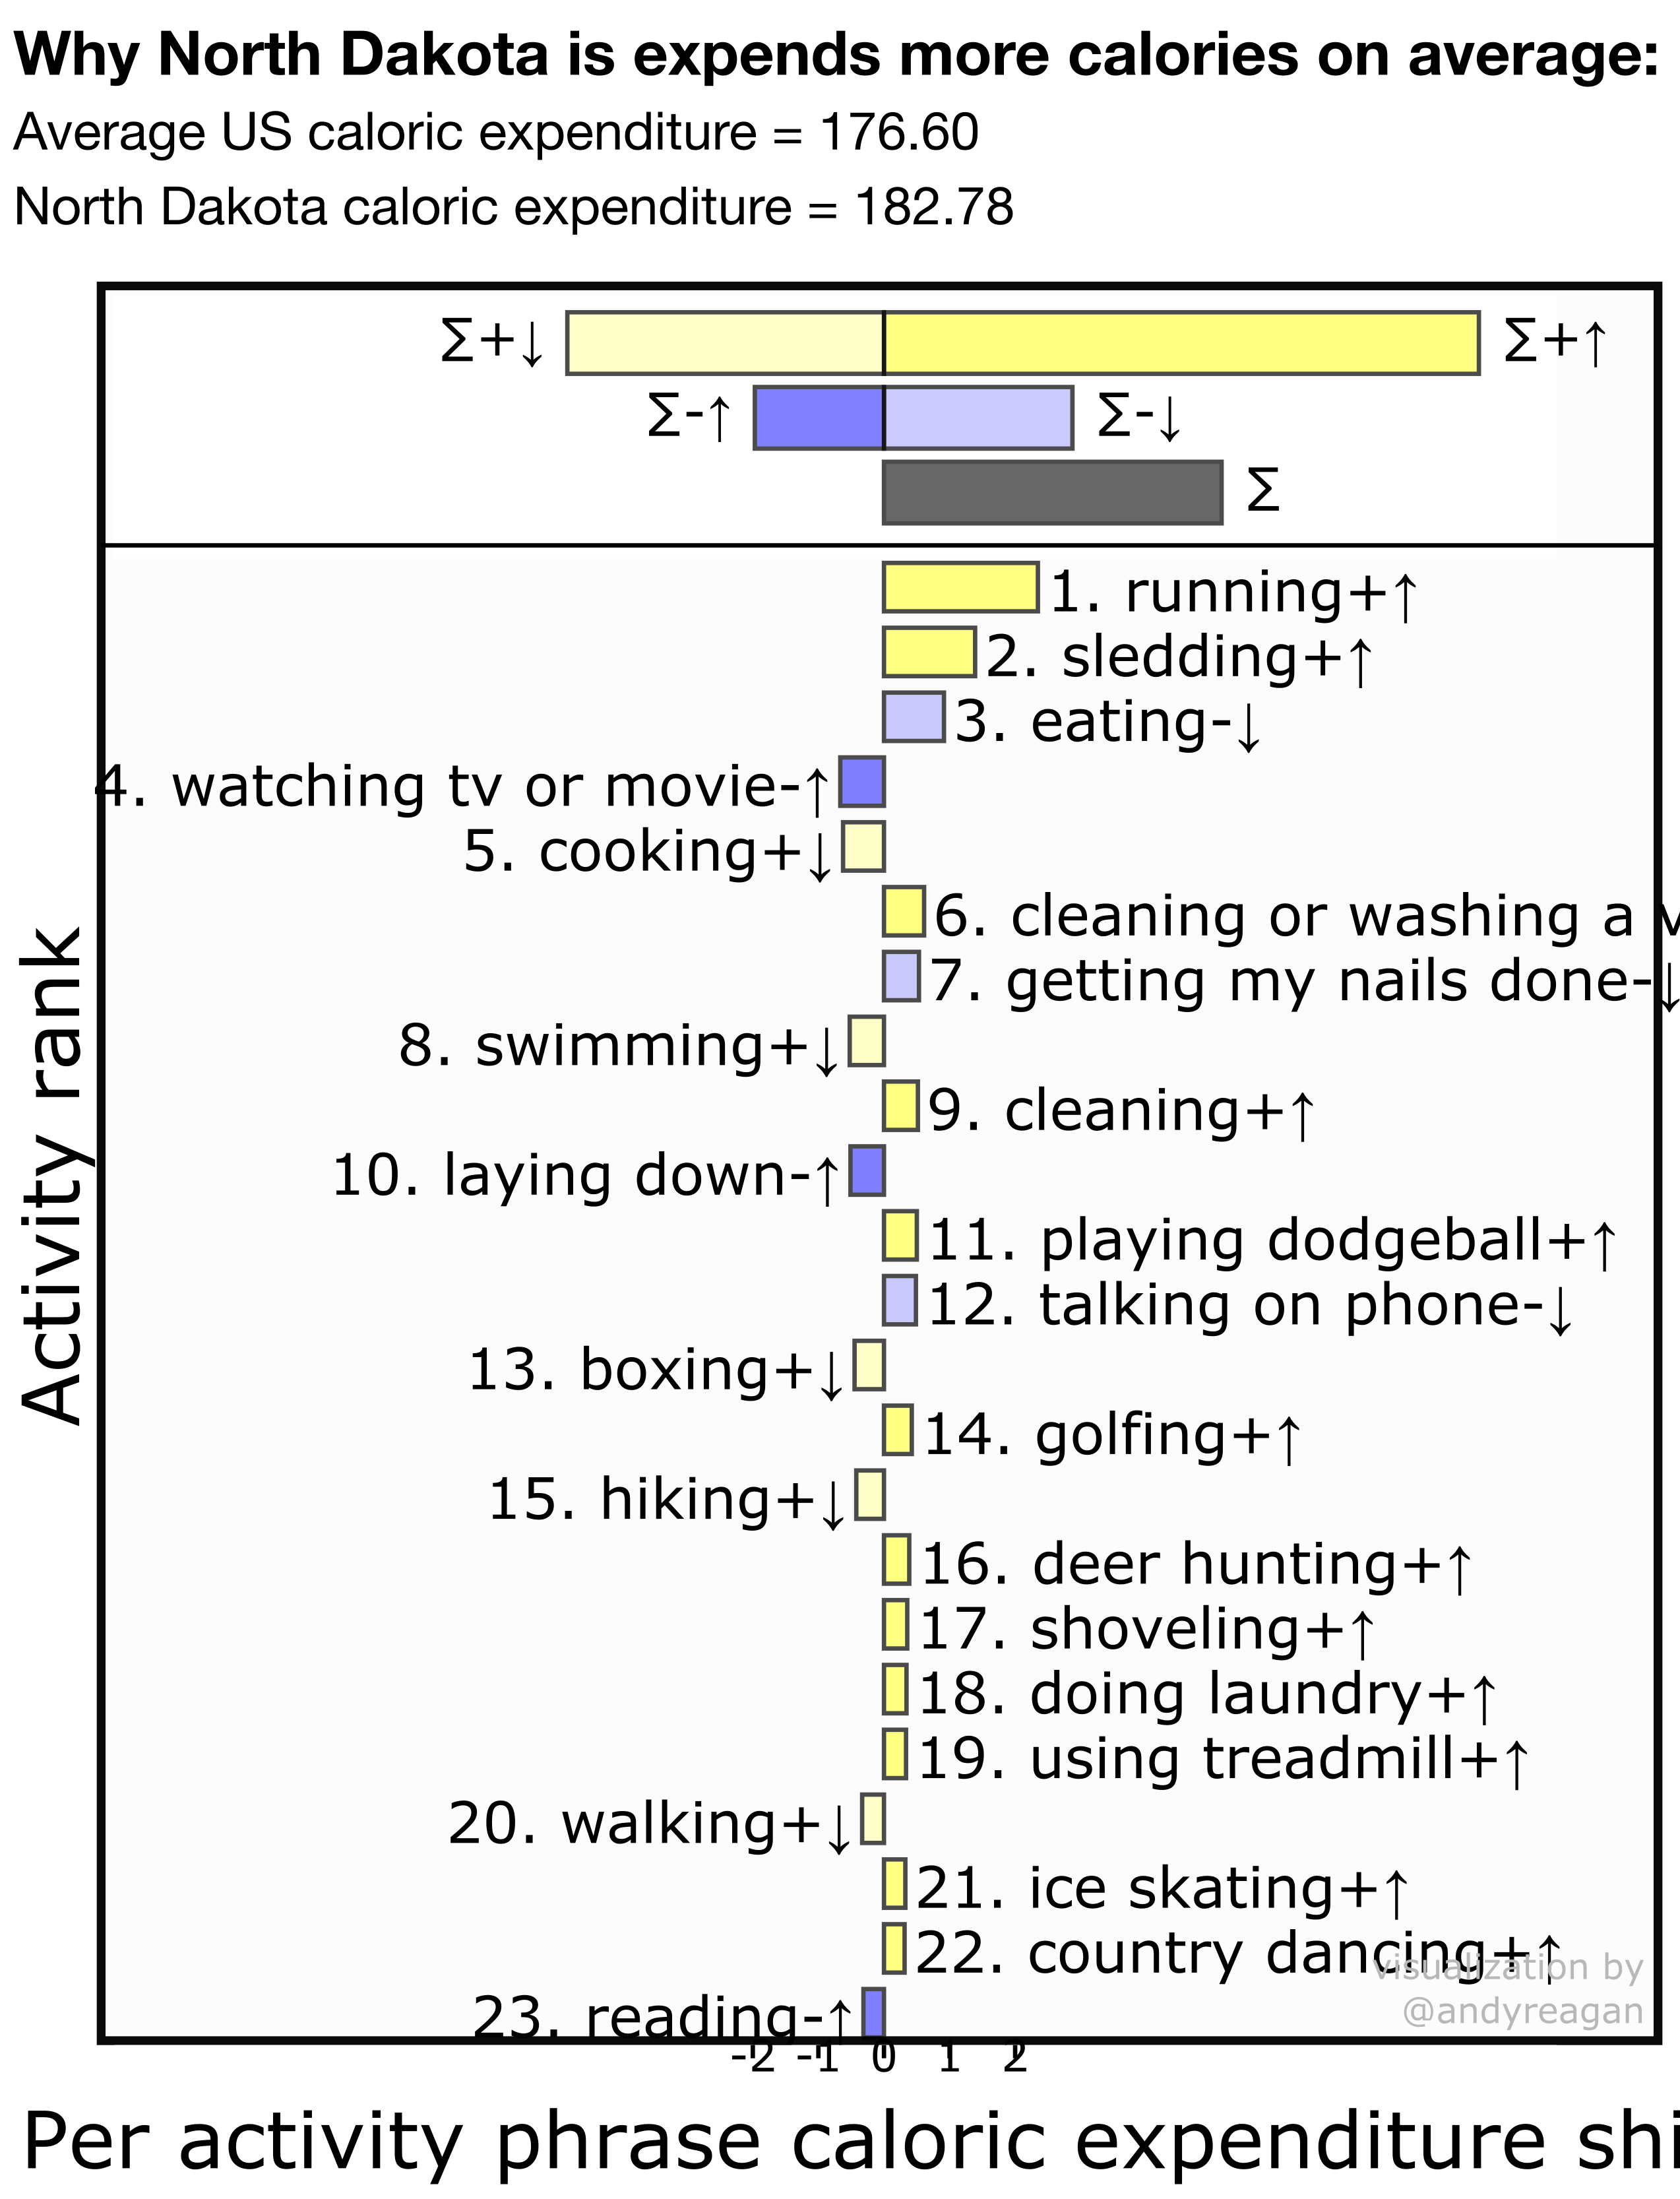 Why North Dakota is expends more calories on average:
Average US caloric expenditure = 176.60
North Dakota caloric expenditure = 182.78
∑+↓
∑+↑
∑-↑
∑-↓
∑
1. running+↑
2. sledding+↑
3. eating-↓
4. watching tv or movie-↑
5. cooking+↓
6. cleaning or washing a
7. getting my nails done-↓
8. swimming+↓
9. cleaning+↑
10. laying down-↑
11. playing dodgeball+↑
12. talking on phone-↓
13. boxing+↓
14. golfing+↑
15. hiking+↓
16. deer hunting+↑
17. shoveling+↑
18. doing laundry+↑
19. using treadmill+↑
20. walking+↓
21. ice skating+↑
22. country dancing+↑
23. reading-↑
visualization by
@andyreagan
Activity rank
-2 -1 0 1 2
Per activity phrase caloric expenditure shi